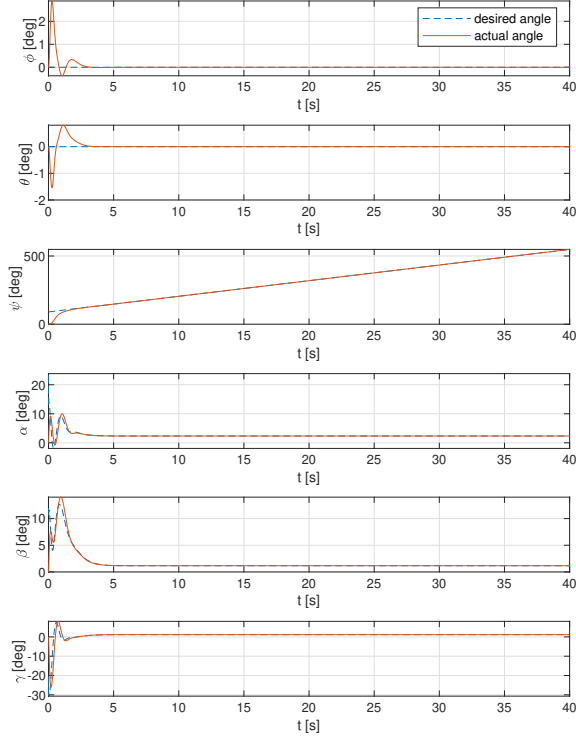 desired angle
actual angle
2
1
0
ϕ [deg]
0 5 10 15 20 25 30 35 40
t [s]
0
-1
-2
θ [deg]
0 5 10 15 20 25 30 35 40
t [s]
500
0
ψ [deg]
0 5 10 15 20 25 30 35 40
t [s]
20
10
0
α [deg]
0 5 10 15 20 25 30 35 40
t [s]
10
5
0
β [deg]
0 5 10 15 20 25 30 35 40
t [s]
0
-10
-20
-30
γ [deg]
0 5 10 15 20 25 30 35 40
t [s]